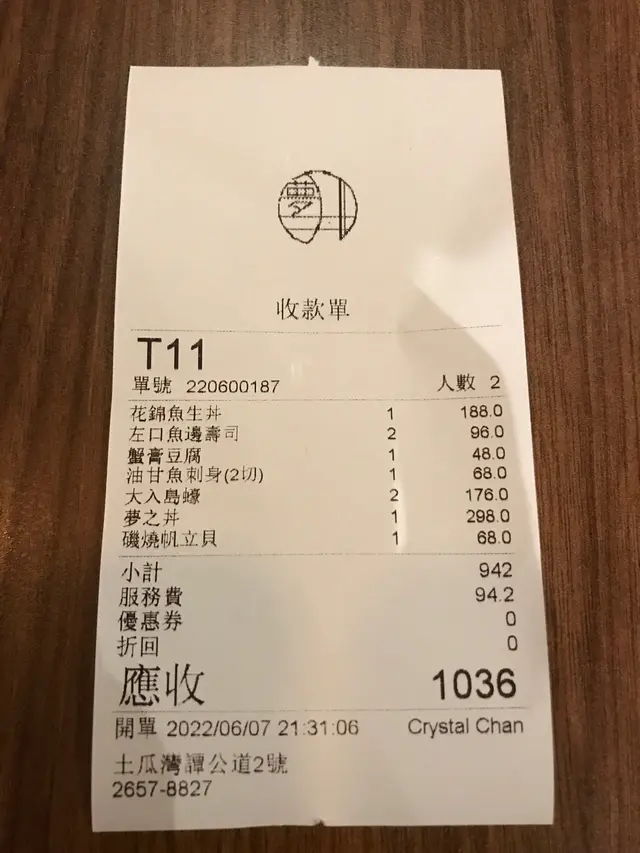 夢
收款單
T11
單號 220600187 人數 2
花錦魚生丼 1 188.0
左口魚邊壽司 2 96.0
蟹膏豆腐 1 48.0
油甘魚刺身(2切) 1 68.0
大入島蠔 2 176.0
夢之丼 1 298.0
磯燒帆立貝 1 68.0
小計 942
服務費 94.2
優惠券 0
折回 0
應收 1036
開單 2022/06/07 21:31:06 Crystal Chan
土瓜灣譚公道2號
2657-8827